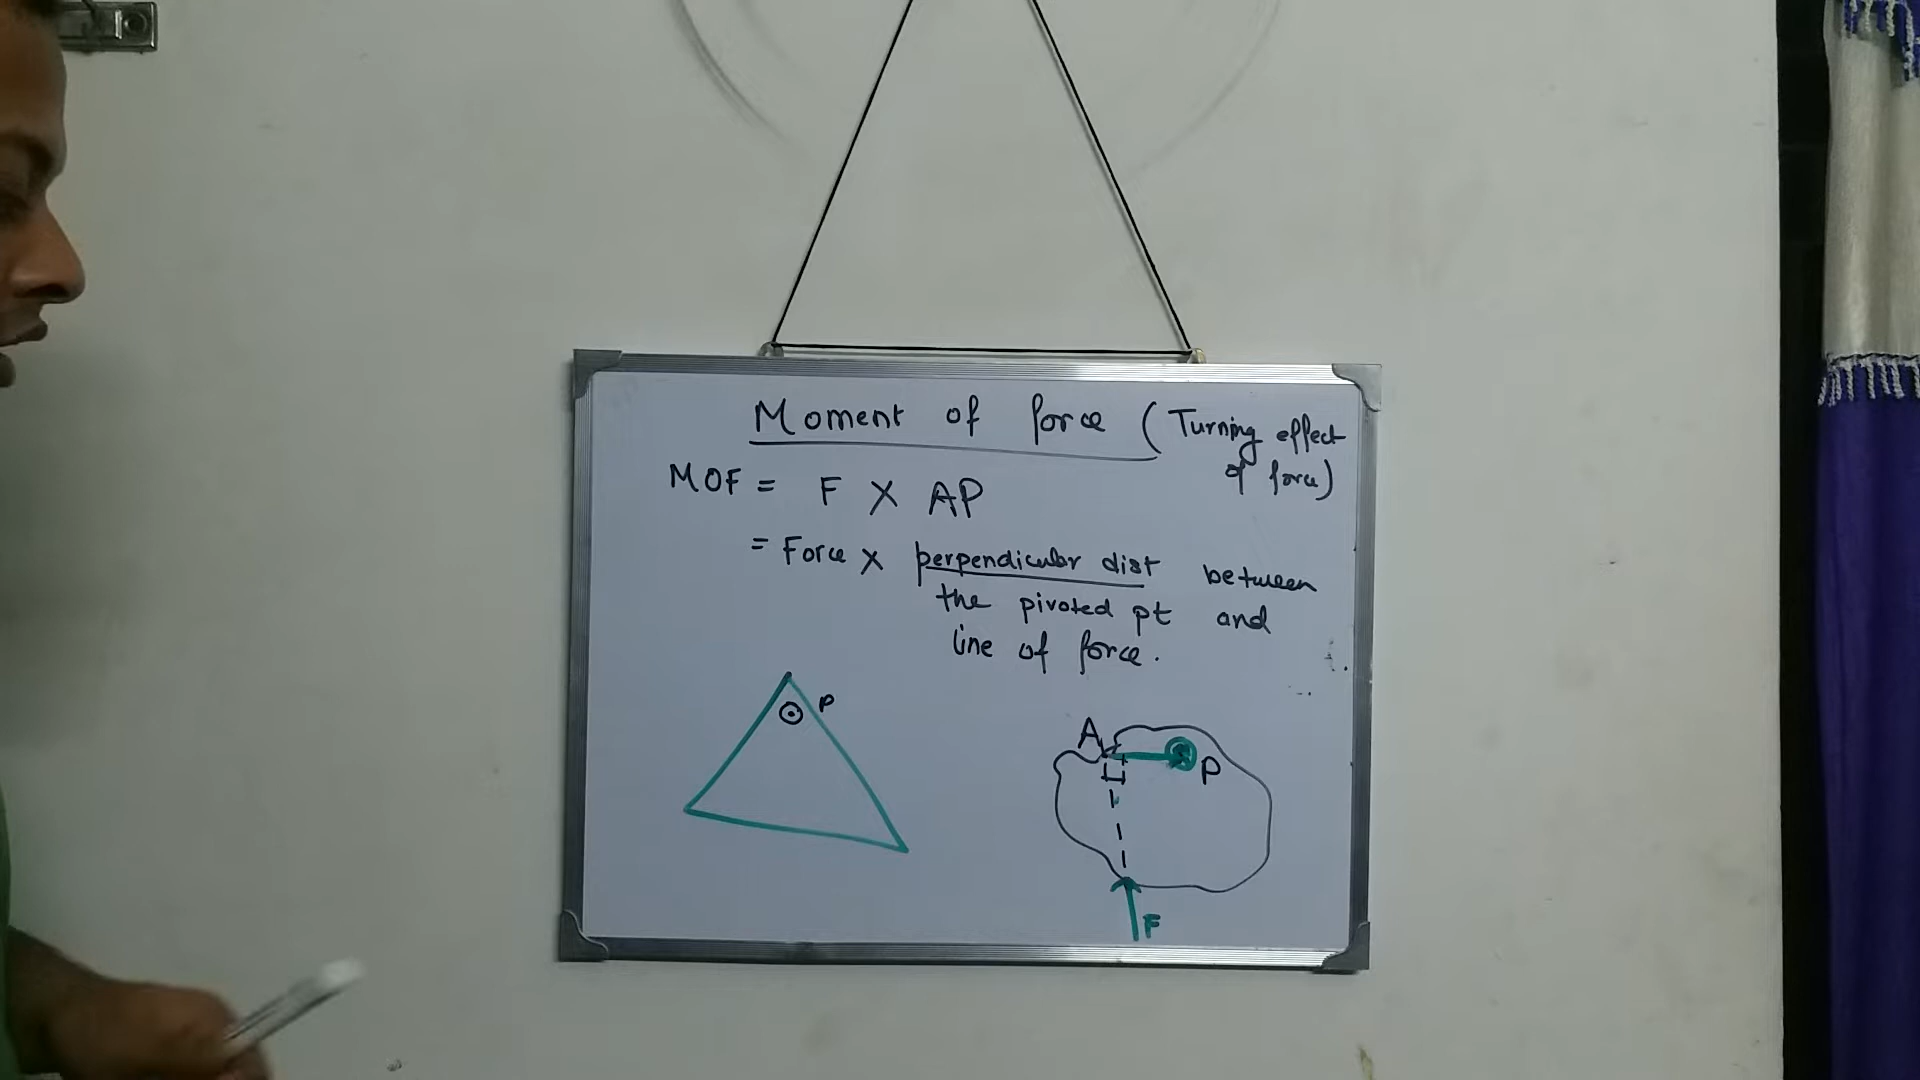 Moment of force (Turning effect
of force)
MOF = F X AP
= Force X perpendicular dist between
the pivoted pt and
line of force.
P
A
P
F